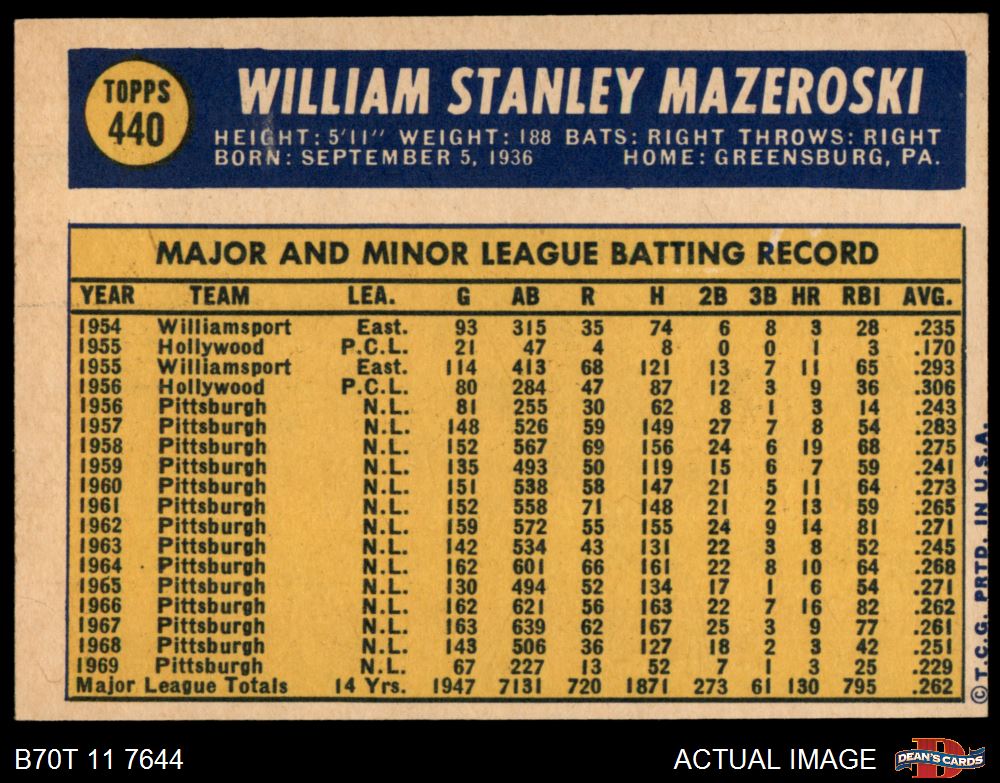 TOPPS
440
WILLIAM STANLEY MAZEROSKI
HEIGHT: 5'11" WEIGHT: 188 BATS: RIGHT THROWS: RIGHT
BORN: SEPTEMBER 5, 1936 HOME: GREENSBURG, PA.
MAJOR AND MINOR LEAGUE BATTING RECORD
YEAR TEAM LEA. G AB R H 2B 3B HR RBI AVG.
1954 Williamsport East. 93 315 35 74 6 8 3 28 .235
1955 Hollywood P.C.L. 21 47 4 8 0 0 1 3 .170
1955 Williamsport East. 114 413 68 121 13 7 11 65 .293
1956 Hollywood P.C.L. 80 284 47 87 12 3 9 36 .306
1956 Pittsburgh N.L. 81 255 30 62 8 1 3 14 .243
1957 Pittsburgh N.L. 148 526 59 149 27 7 8 54 .283
1958 Pittsburgh N.L. 152 567 69 156 24 6 19 68 .275
1959 Pittsburgh N.L. 135 493 50 119 15 6 7 59 .241
1960 Pittsburgh N.L. 151 538 58 147 21 5 11 64 .273
1961 Pittsburgh N.L. 152 558 71 148 21 2 13 59 .265
1962 Pittsburgh N.L. 159 572 55 155 24 9 14 81 .271
1963 Pittsburgh N.L. 142 534 43 131 22 3 8 52 .245
1964 Pittsburgh N.L. 162 601 66 161 22 8 10 64 .268
1965 Pittsburgh N.L. 130 494 52 134 17 1 6 54 .271
1966 Pittsburgh N.L. 162 621 56 163 22 7 16 82 .262
1967 Pittsburgh N.L. 163 639 62 167 25 3 9 77 .261
1968 Pittsburgh N.L. 143 506 36 127 18 2 3 42 .251
1969 Pittsburgh N.L. 67 227 13 52 7 1 3 25 .229
Major League Totals 14 Yrs. 1947 7131 720 1871 273 61 130 795 .262
© T.C.G. PRTD. IN U.S.A.
B70T 11 7644
ACTUAL IMAGE
D
DEAN'S CARDS